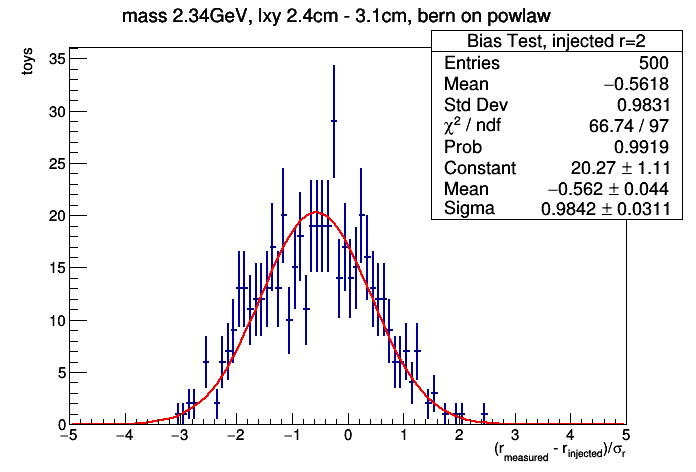 mass 2.34GeV, lxy 2.4cm - 3.1cm, bern on powlaw
Bias Test, injected r=2
Entries 500
Mean −0.5618
Std Dev 0.9831
χ² / ndf 66.74 / 97
Prob 0.9919
Constant 20.27 ± 1.11
Mean −0.562 ± 0.044
Sigma 0.9842 ± 0.0311
toys
35
30
25
20
15
10
5
0
−5 −4 −3 −2 −1 0 1 2 3 4 5
(r_measured - r_injected)/σ_r